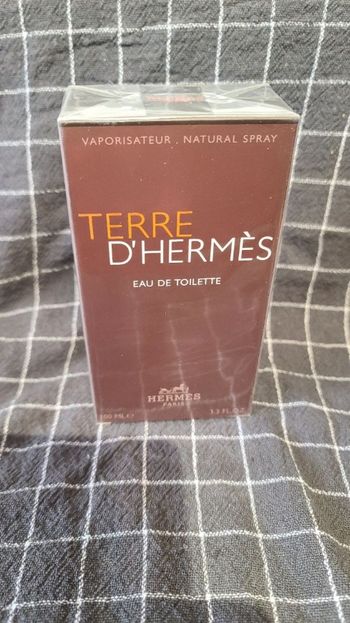 VAPORISATEUR . NATURAL SPRAY
TERRE
D'HERMÈS
EAU DE TOILETTE
HERMÈS
PARIS
100 ML ℮ 3.3 FL.OZ.